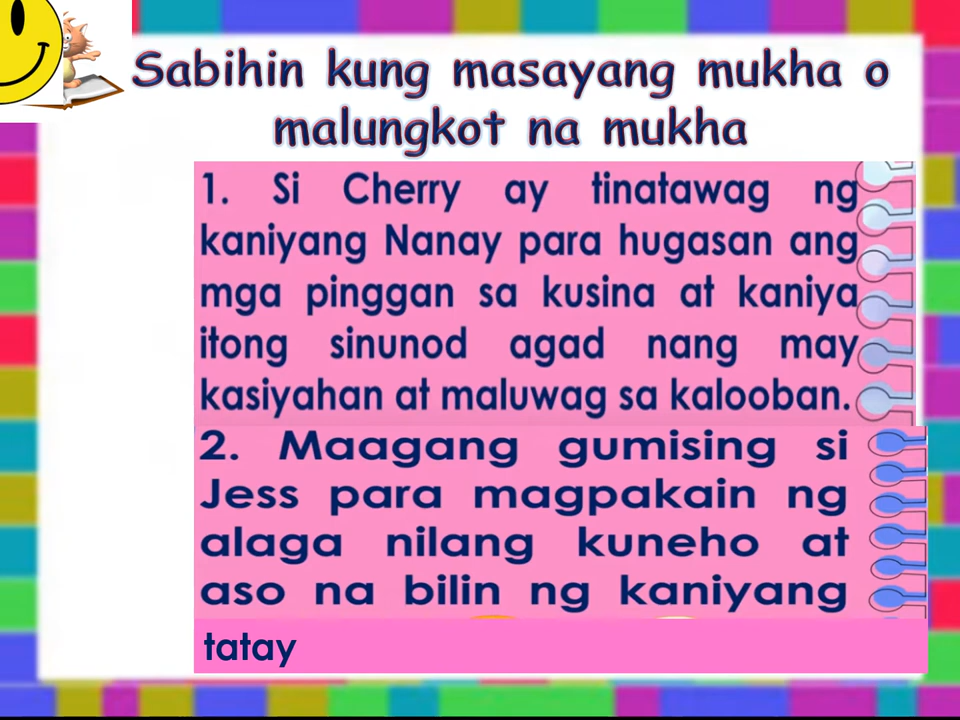 Sabihin kung masayang mukha o
malungkot na mukha
1. Si Cherry ay tinatawag ng
kaniyang Nanay para hugasan ang
mga pinggan sa kusina at kaniya
itong sinunod agad nang may
kasiyahan at maluwag sa kalooban.
2. Maagang gumising si
Jess para magpakain ng
alaga nilang kuneho at
aso na bilin ng kaniyang
tatay